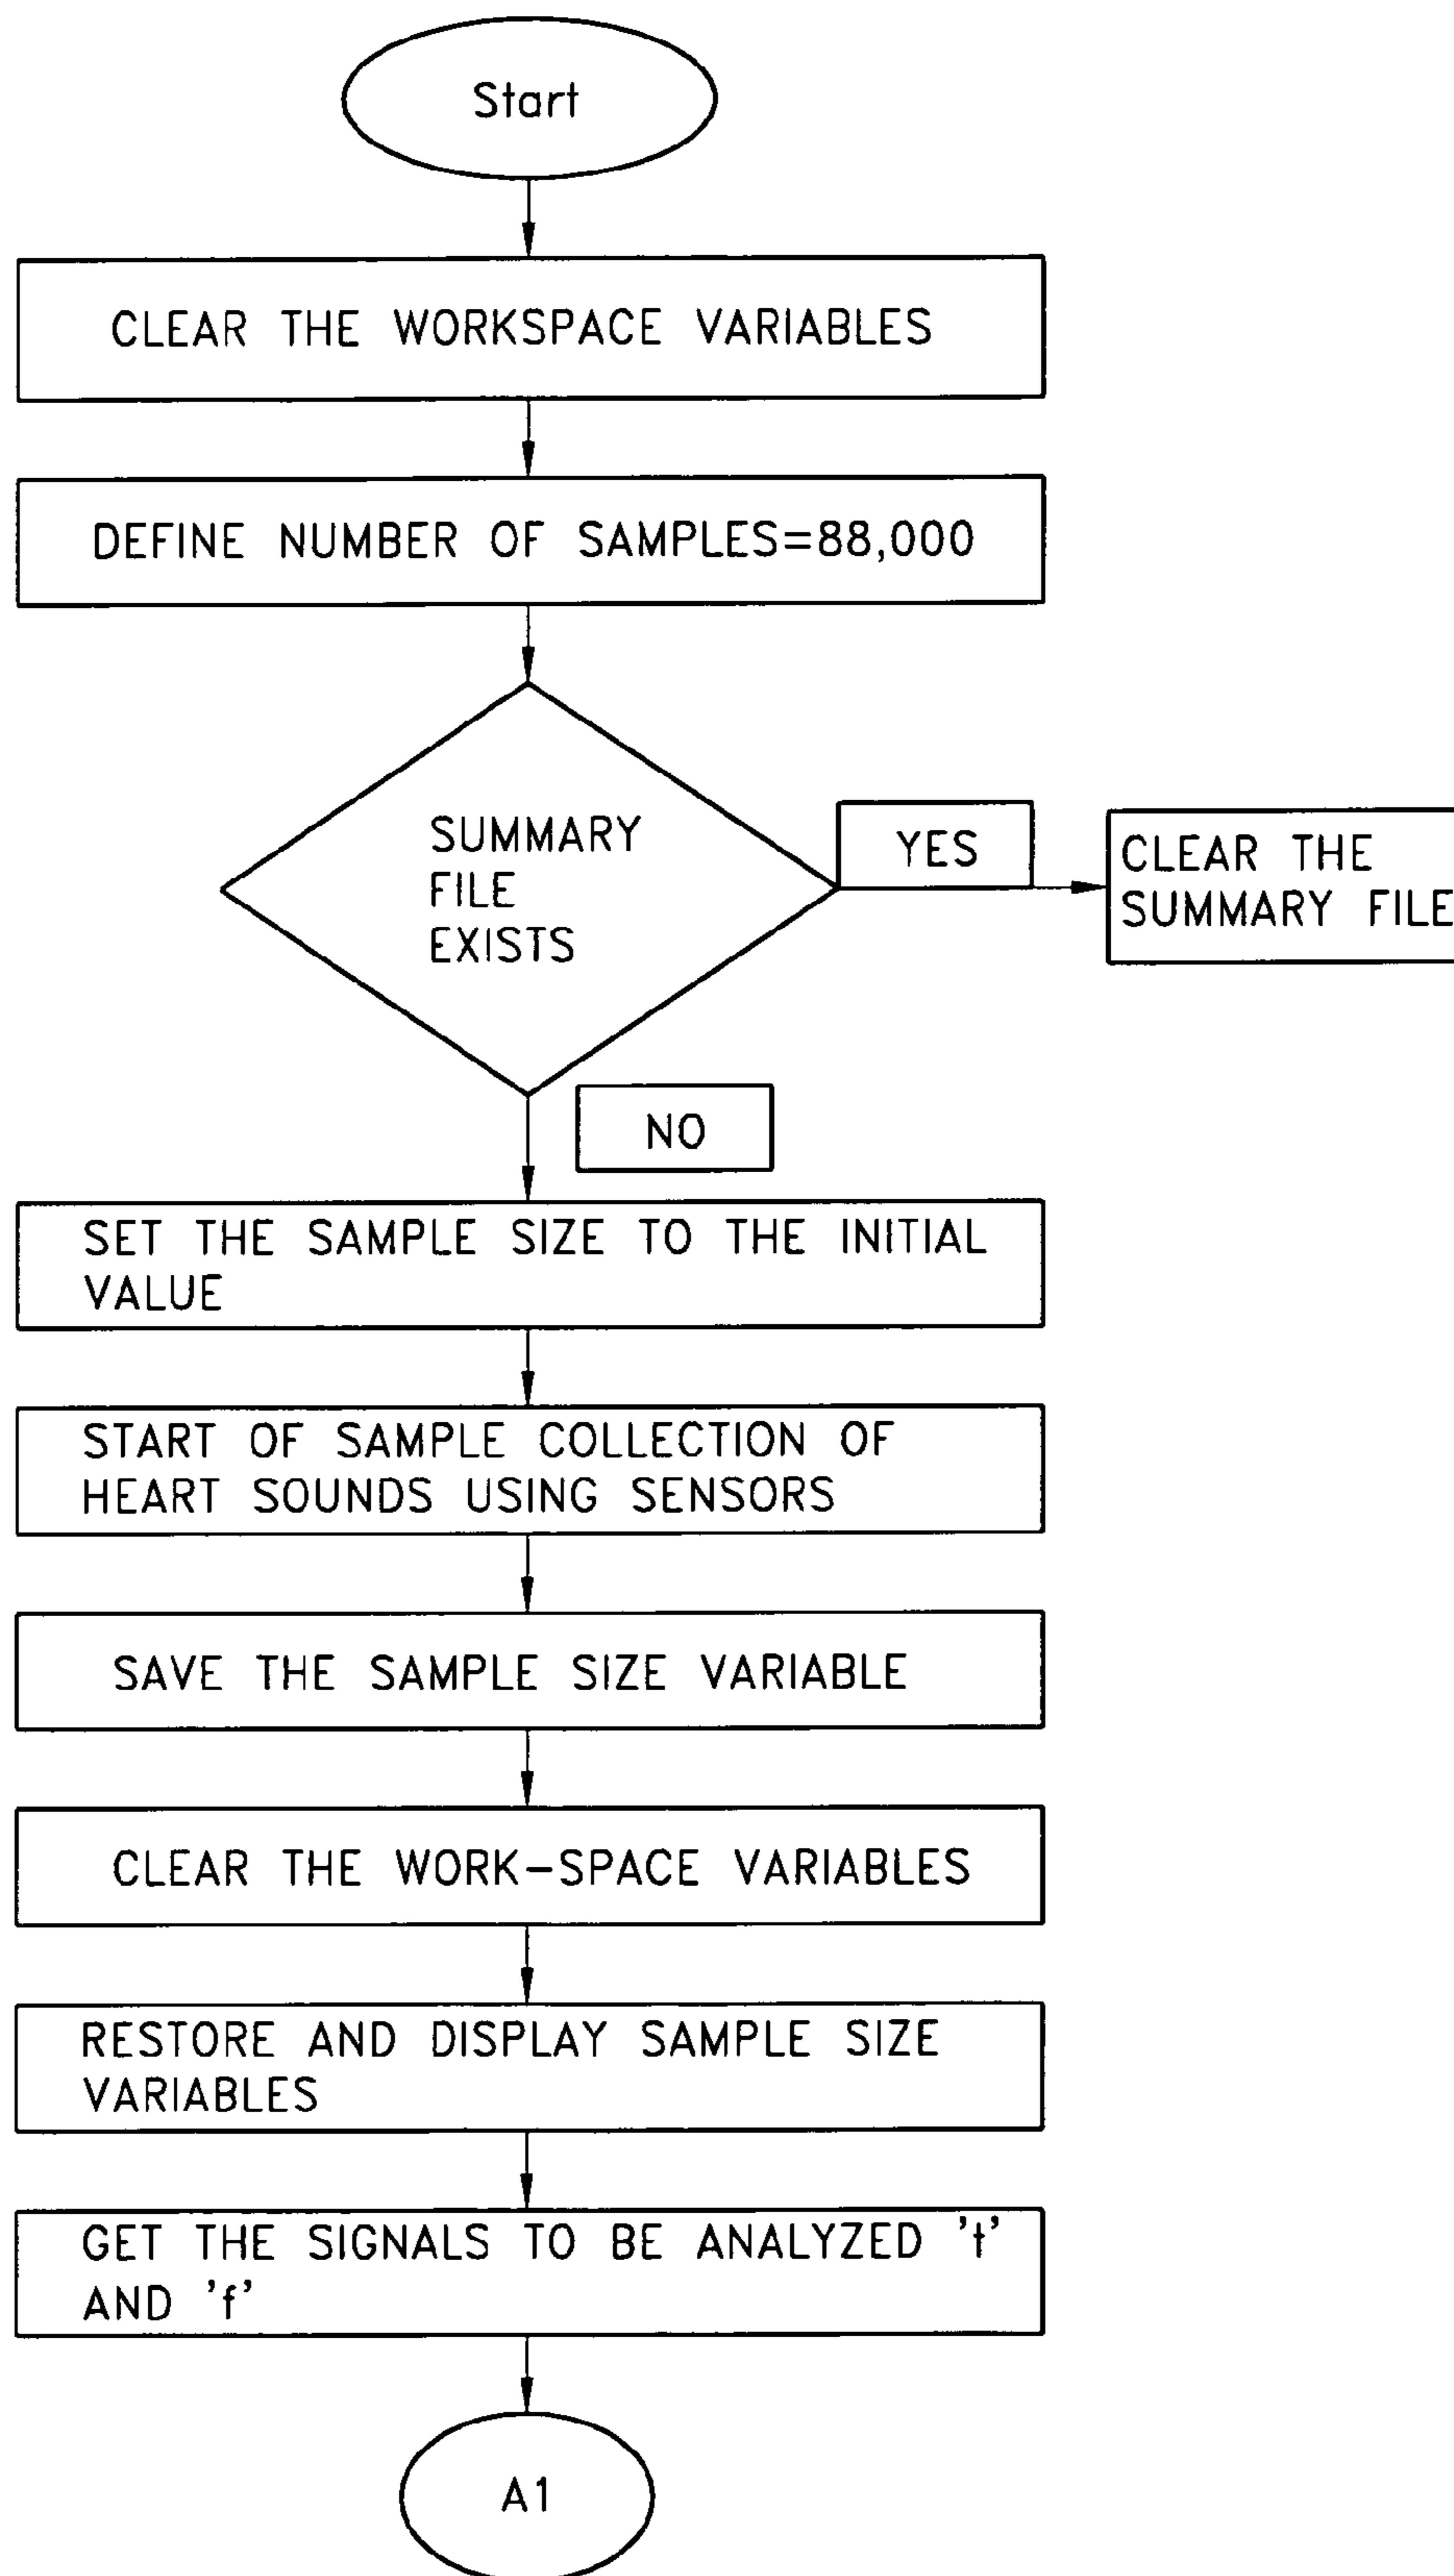 Start
CLEAR THE WORKSPACE VARIABLES
DEFINE NUMBER OF SAMPLES=88,000
SUMMARY
FILE
EXISTS
YES
CLEAR THE
SUMMARY FILE
NO
SET THE SAMPLE SIZE TO THE INITIAL
VALUE
START OF SAMPLE COLLECTION OF
HEART SOUNDS USING SENSORS
SAVE THE SAMPLE SIZE VARIABLE
CLEAR THE WORK-SPACE VARIABLES
RESTORE AND DISPLAY SAMPLE SIZE
VARIABLES
GET THE SIGNALS TO BE ANALYZED 't'
AND 'f'
A1